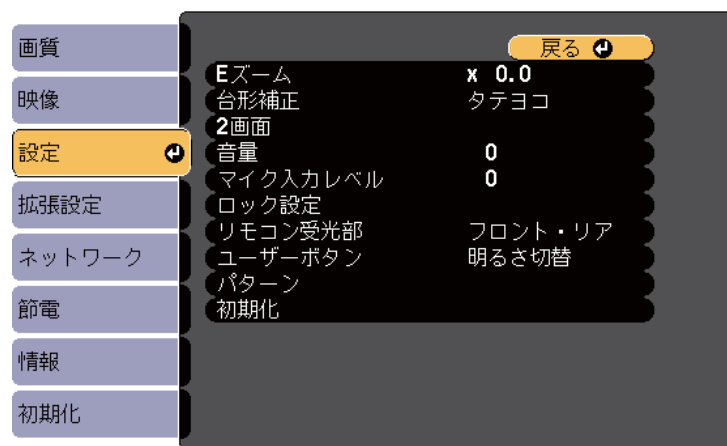 画質
映像
設定
拡張設定
ネットワーク
節電
情報
初期化
戻る
Eズーム x 0.0
台形補正 タテヨコ
2画面
音量 0
マイク入力レベル 0
ロック設定
リモコン受光部 フロント・リア
ユーザーボタン 明るさ切替
パターン
初期化